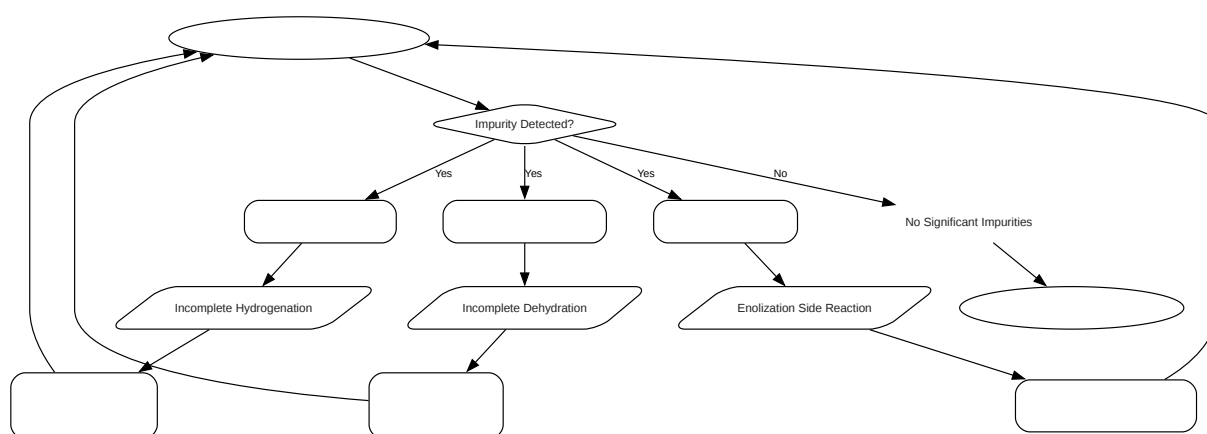 Impurity Detected?
Yes
Yes
Yes
No
No Significant Impurities
Incomplete Hydrogenation
Incomplete Dehydration
Enolization Side Reaction